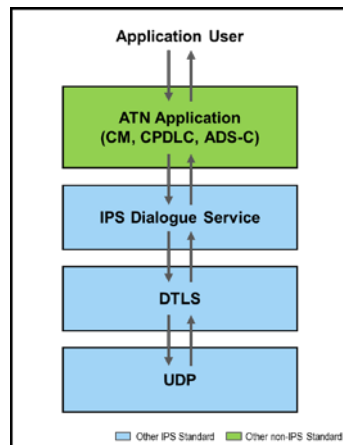 Application User
ATN Application
(CM, CPDLC, ADS-C)
IPS Dialogue Service
DTLS
UDP
Other IPS Standard
Other non-IPS Standard